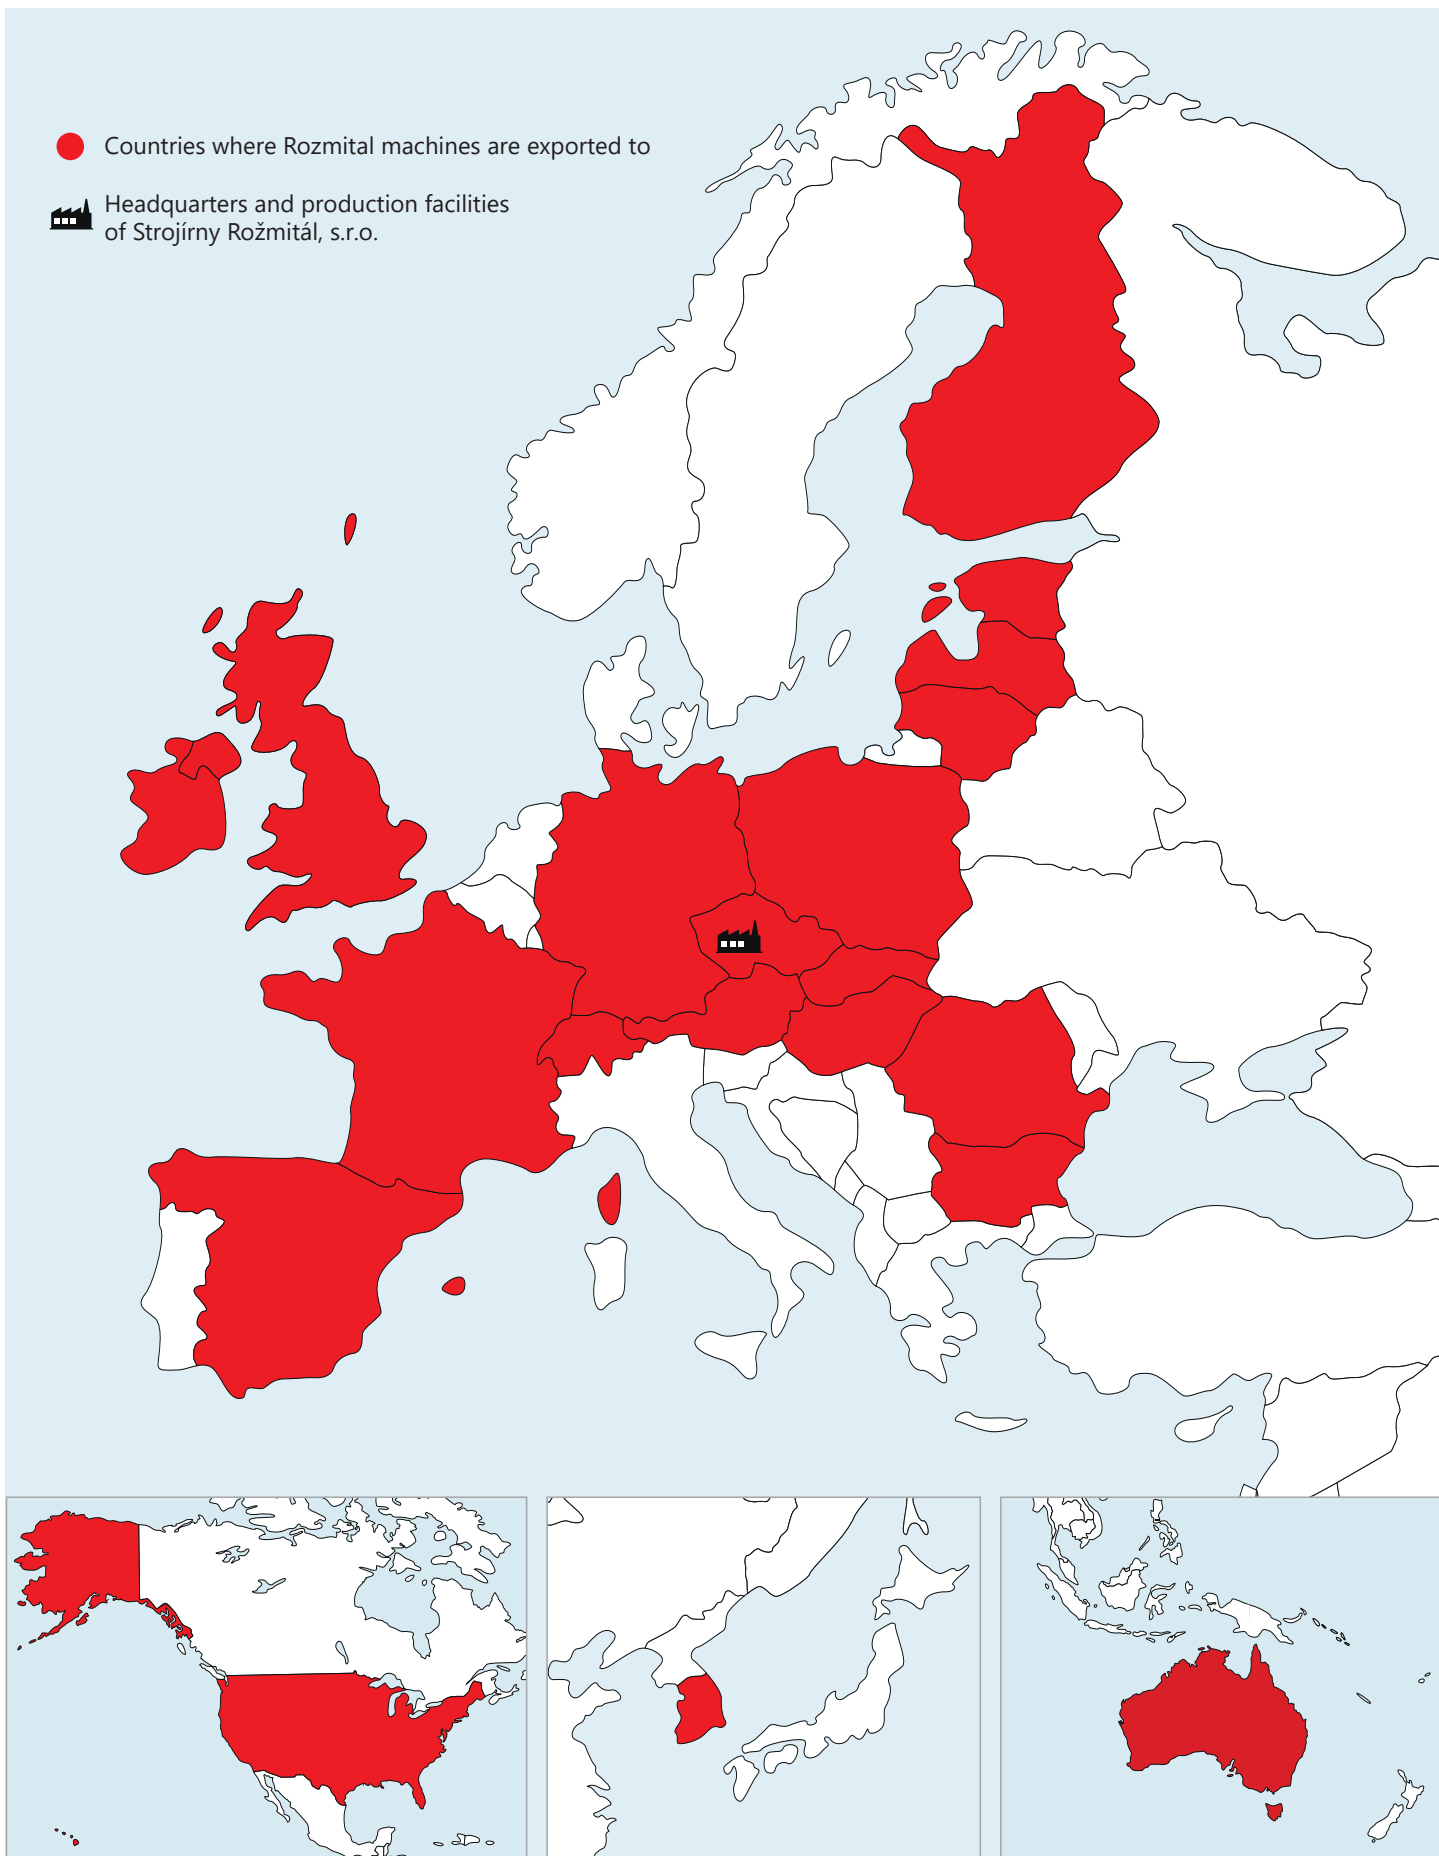 Countries where Rozmital machines are exported to
Headquarters and production facilities
of Strojírny Rožmitál, s.r.o.